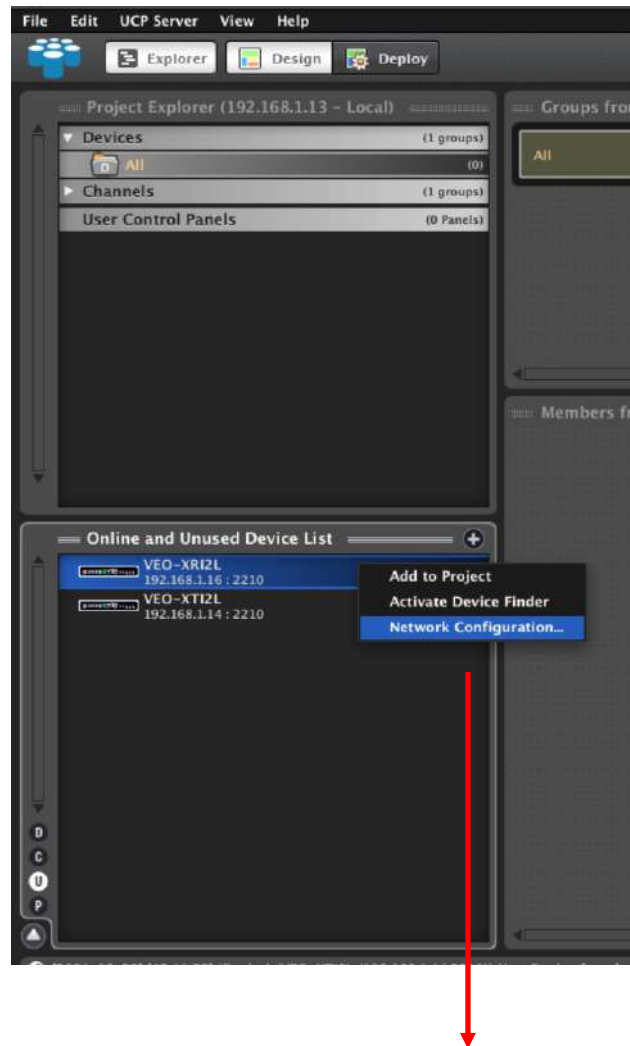 File Edit UCP Server View Help
Explorer Design Deploy
Project Explorer (192.168.1.13 – Local)
Devices (1 groups)
D All (0)
Channels (1 groups)
User Control Panels (0 Panels)
Groups from
All
Members fr
Online and Unused Device List
VEO-XRI2L
192.168.1.16 : 2210
VEO-XTI2L
192.168.1.14 : 2210
Add to Project
Activate Device Finder
Network Configuration...
D
C
U
P